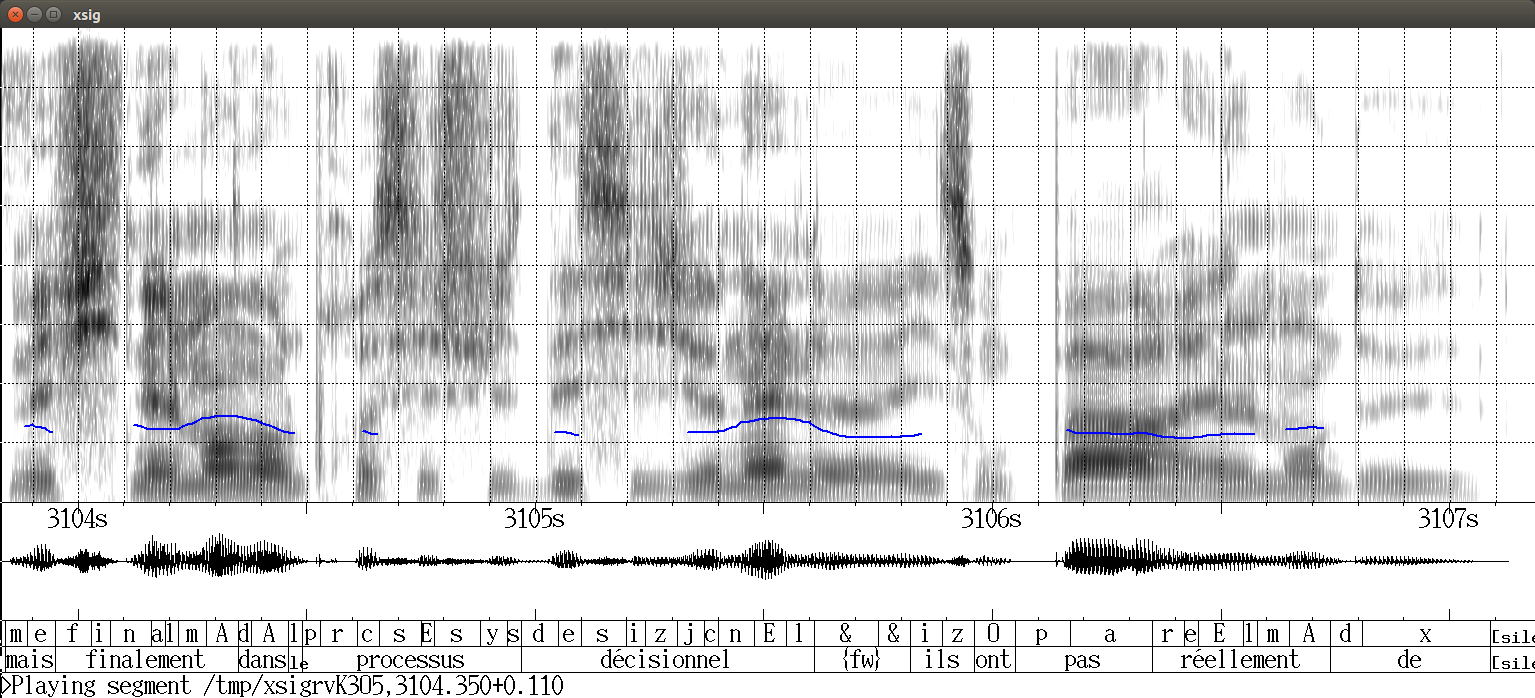 xsig
3104s 3105s 3106s 3107s
m e f i n a l m A d A l p r c s E s y s d e s i z j c n E l & & i z O p a r e E l m A d x [sile
mais finalement dans le processus décisionnel {fw} ils ont pas réellement de [sile
>Playing segment /tmp/xsigrvK3O5,3104.350+0.110